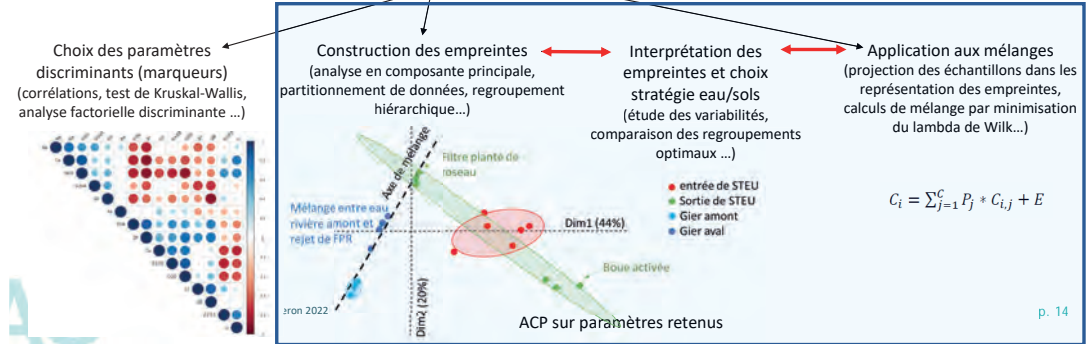 Choix des paramètres
discriminants (marqueurs)
(corrélations, test de Kruskal-Wallis,
analyse factorielle discriminante ...)
Construction des empreintes
(analyse en composante principale,
partitionnement de données, regroupement
hiérarchique...)
Interprétation des
empreintes et choix
stratégie eau/sols
(étude des variabilités,
comparaison des regroupements
optimaux ...)
Application aux mélanges
(projection des échantillons dans les
représentation des empreintes,
calculs de mélange par minimisation
du lambda de Wilk...)
Axe de mélange
Filtre planté de
roseau
Mélange entre eau
rivière amont et
rejet de FPR
Dim1 (44%)
Dim2 (20%)
Boue activée
entrée de STEU
Sortie de STEU
Gier amont
Gier aval
C_i = ∑_{j=1}^{C} P_j * C_{i,j} + E
eron 2022
ACP sur paramètres retenus
p. 14